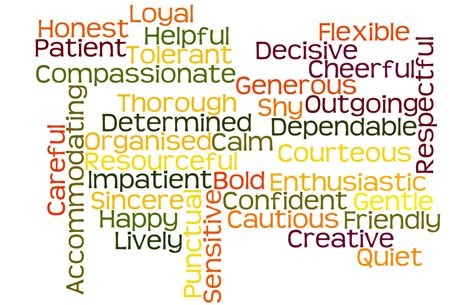 Loyal
Honest
Helpful
Flexible
Patient
Tolerant
Decisive
Compassionate
Cheerful
Generous
Respectful
Thorough
Shy
Outgoing
Determined
Dependable
Organised
Calm
Courteous
Resourceful
Careful
Accommodating
Impatient
Bold
Enthusiastic
Sincere
Punctual
Sensitive
Confident
Gentle
Happy
Cautious
Friendly
Lively
Creative
Quiet